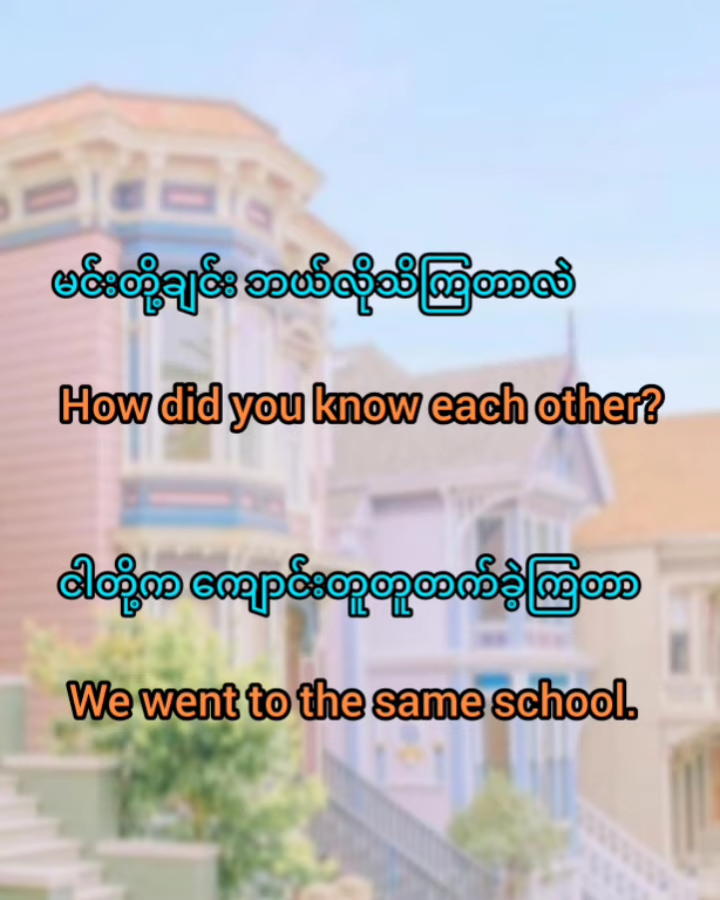 မင်းတို့ချင်း ဘယ်လိုသိကြတာလဲ
How did you know each other?
ငါတို့က ကျောင်းတူတူတက်ခဲ့ကြတာ
We went to the same school.